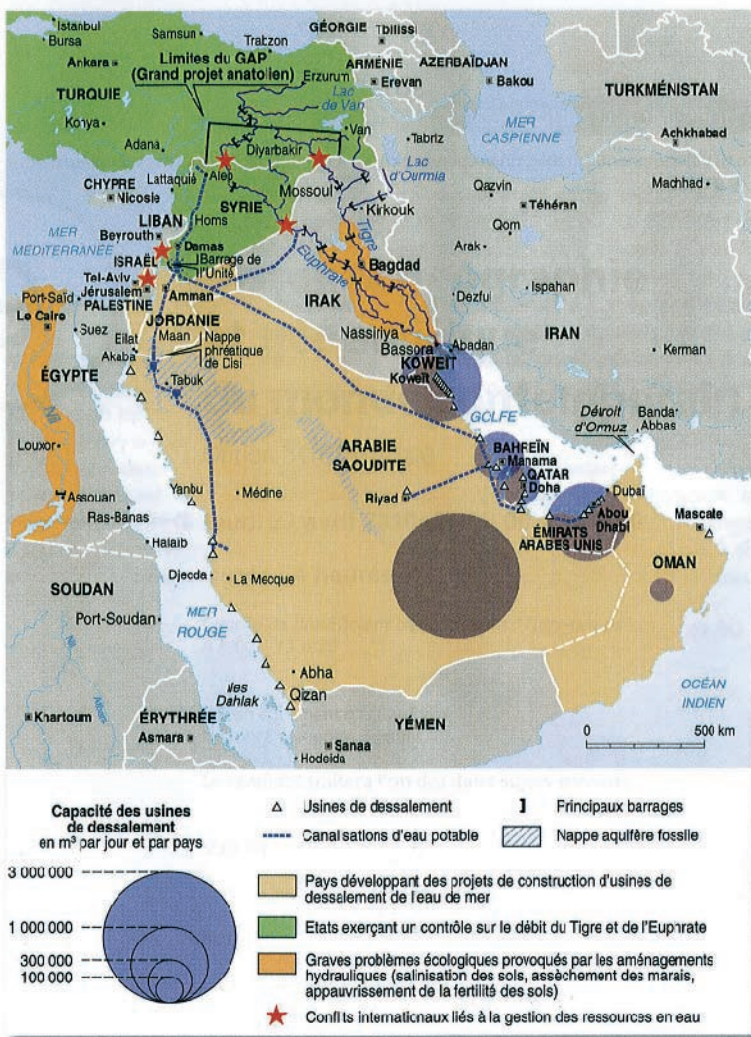 Istanbul
Bursa
Samsun
Trabzon
GÉORGIE
Tbilissi
Ankara
Limites du GAP
(Grand projet anatolien)
Erzurum
ARMÉNIE
Erevan
AZERBAÏDJAN
Bakou
TURKMÉNISTAN
TURQUIE
Lac
de Van
Konya
Van
MER
CASPIENNE
Achkhabad
Adana
Diyarbakir
Tabriz
Lac
d'Ourmia
CHYPRE
Nicosie
Lattaquié
Alep
Mossoul
Qazvin
Machhad
SYRIE
Kirkouk
Téhéran
LIBAN
Homs
Qom
MER
MÉDITERRANÉE
Beyrouth
Damas
Tigre
Arak
ISRAËL
Barrage de
l'Unité
Euphrate
Bagdad
Tel-Aviv
Jérusalem
PALESTINE
Amman
IRAK
Dezful
Ispahan
Port-Saïd
Le Caire
Suez
JORDANIE
Nassiriya
IRAN
Eilat
Akaba
Maan
Nappe
phréatique
de Disi
Bassora
Abadan
Kerman
ÉGYPTE
Tabuk
KOWEIT
Koweït
Nil
GOLFE
Détroit
d'Ormuz
Banda
Abbas
Louxor
ARABIE
SAOUDITE
BAHREÏN
Manama
QATAR
Doha
Assouan
Yanbu
Médine
Riyad
Dubaï
Abou
Dhabi
Mascate
Ras-Banas
ÉMIRATS
ARABES UNIS
Halaib
OMAN
SOUDAN
Djedda
La Mecque
Port-Soudan
MER
ROUGE
Nil
Abha
Iles
Dahlak
Qizan
OCÉAN
INDIEN
Khartoum
ÉRYTHRÉE
Asmara
YÉMEN
Sanaa
Hodeida
0 500 km
Capacité des usines
de dessalement
en m³ par jour et par pays
3 000 000
1 000 000
300 000
100 000
Usines de dessalement
Principaux barrages
Canalisations d'eau potable
Nappe aquifère fossile
Pays développant des projets de construction d'usines de
dessalement de l'eau de mer
Etats exerçant un contrôle sur le débit du Tigre et de l'Euphrate
Graves problèmes écologiques provoqués par les aménagements
hydrauliques (salinisation des sols, assèchement des marais,
appauvrissement de la fertilité des sols)
Conflits internationaux liés à la gestion des ressources en eau